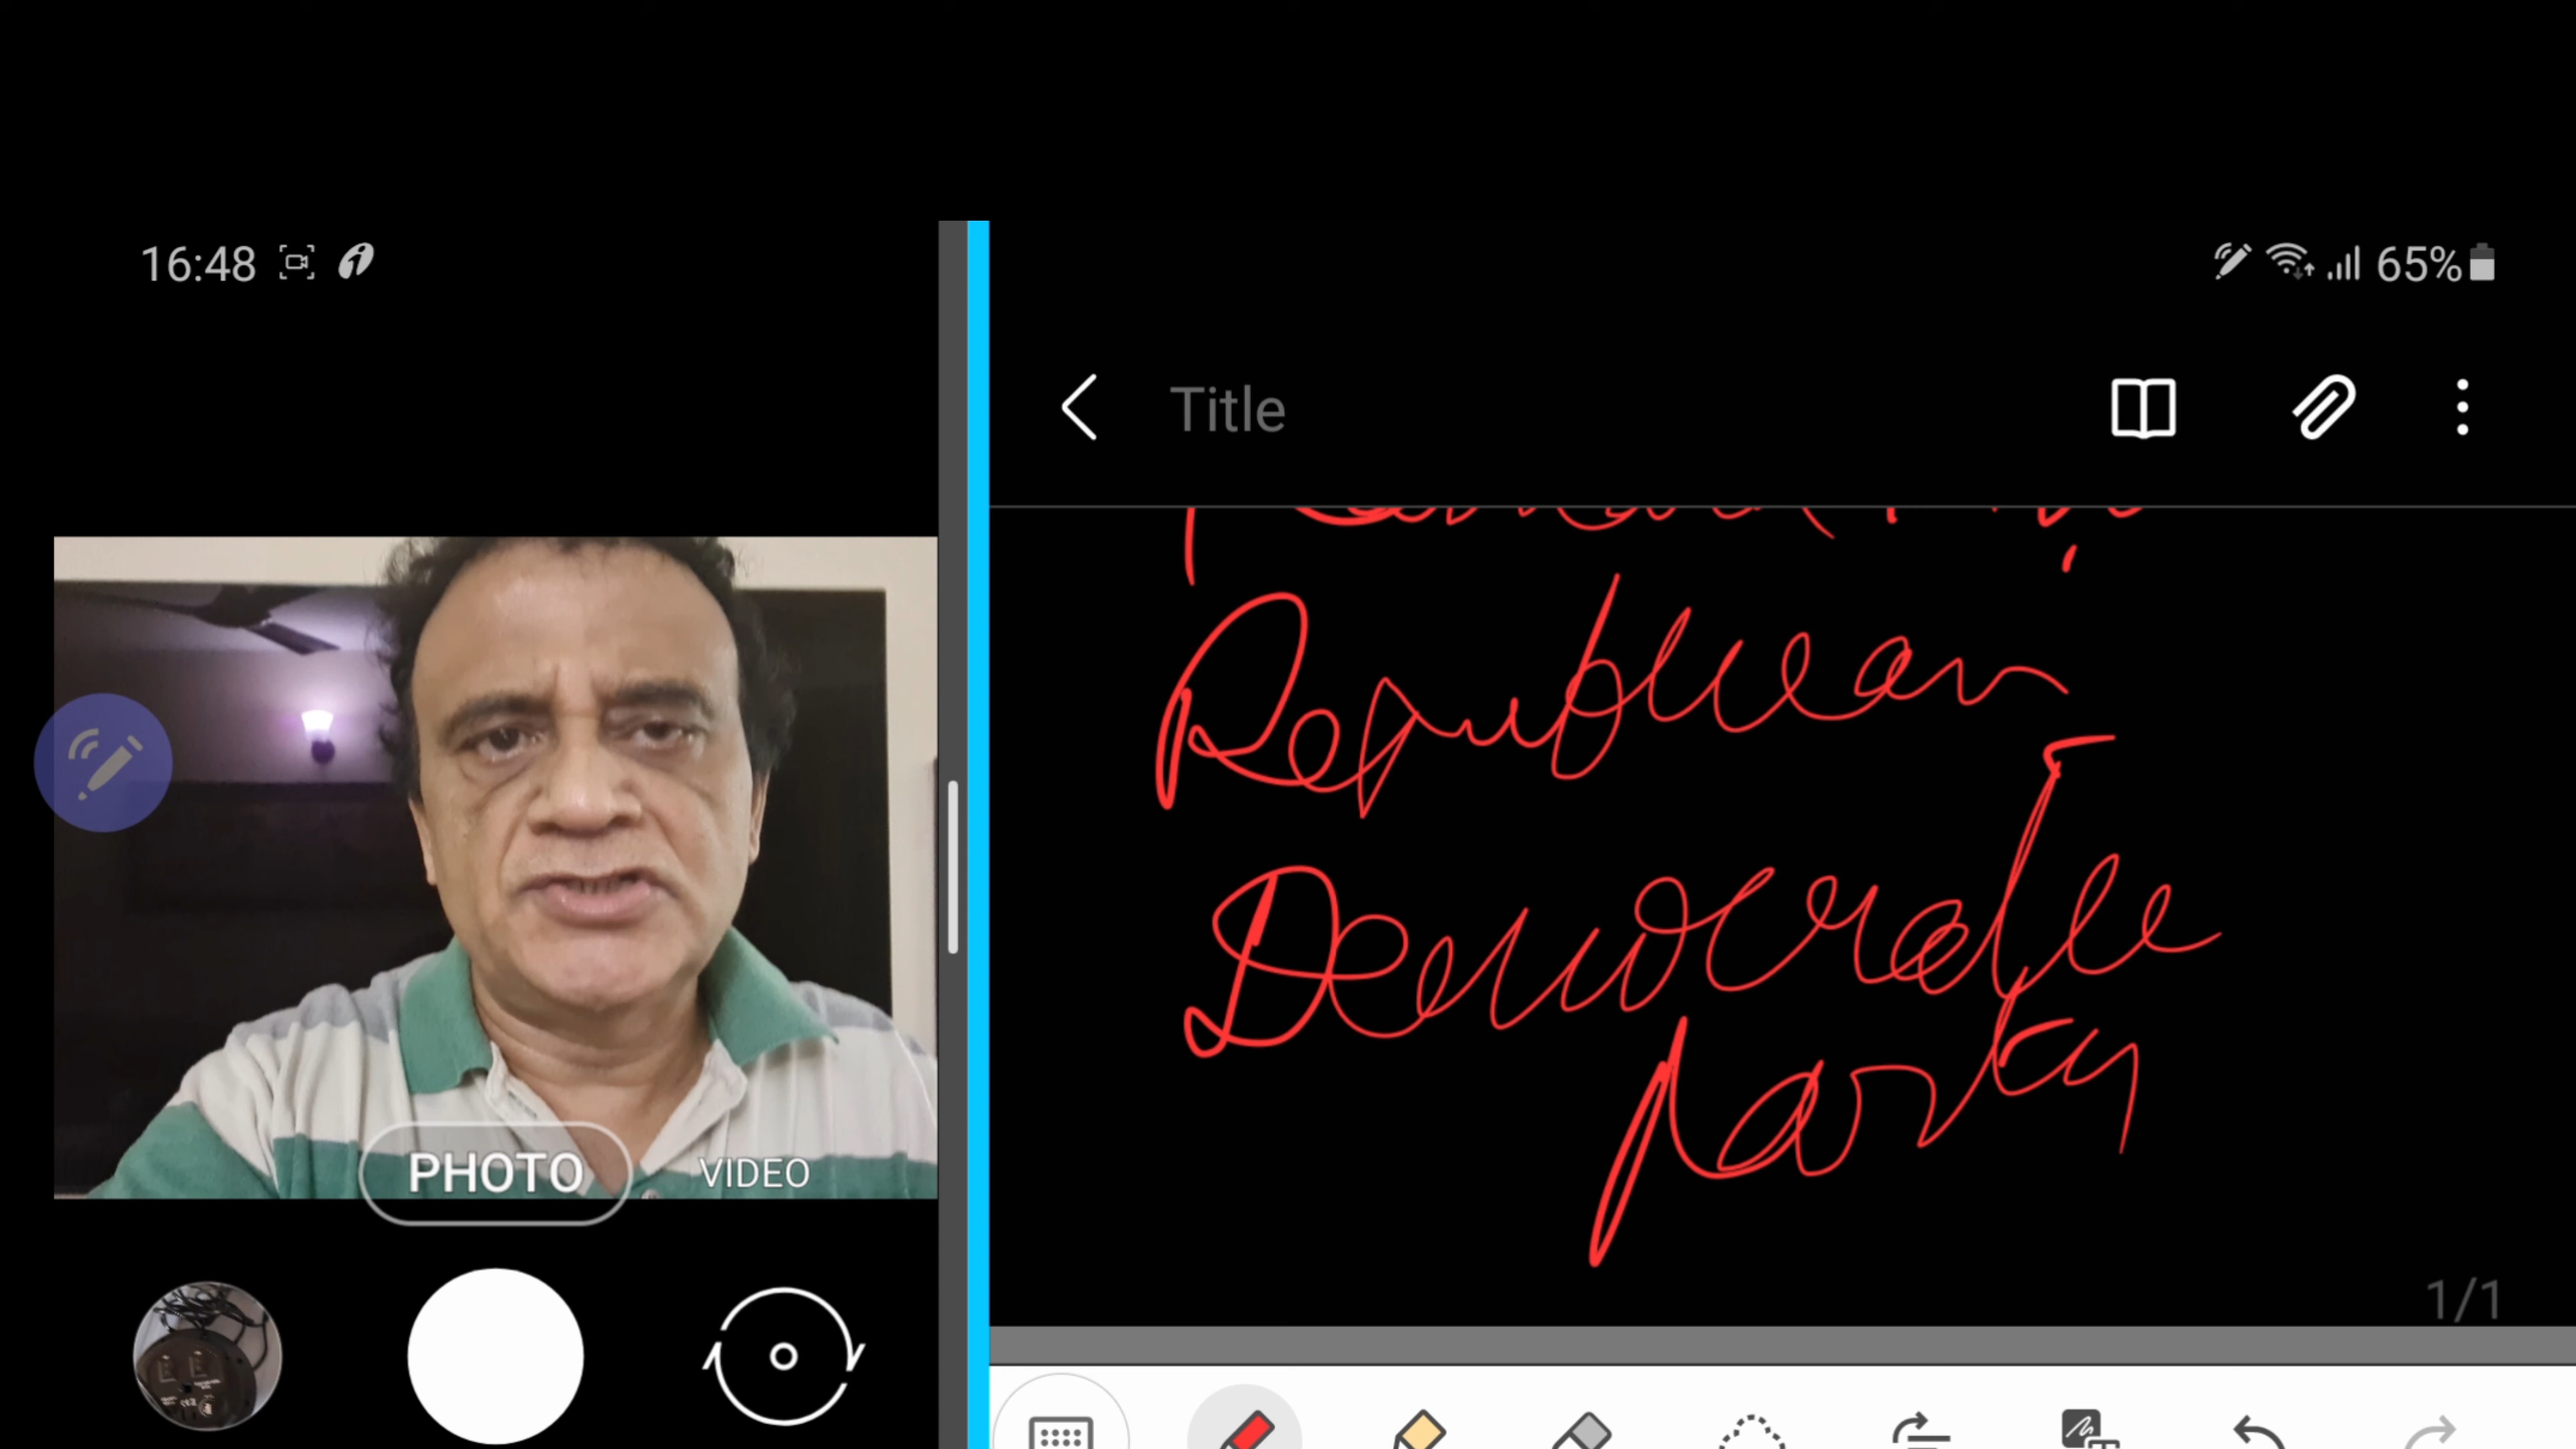 16:48
65%
Title
Republican
Democratic
party
1/1
PHOTO VIDEO